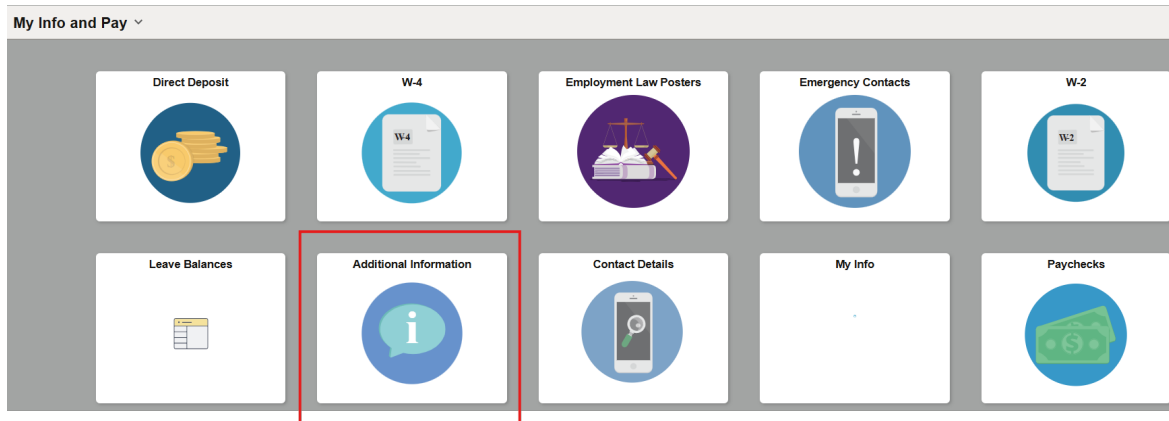 My Info and Pay
Direct Deposit
W-4
Employment Law Posters
Emergency Contacts
W-2
$
W-4
!
W-2
Leave Balances
Additional Information
Contact Details
My Info
Paychecks
i
$